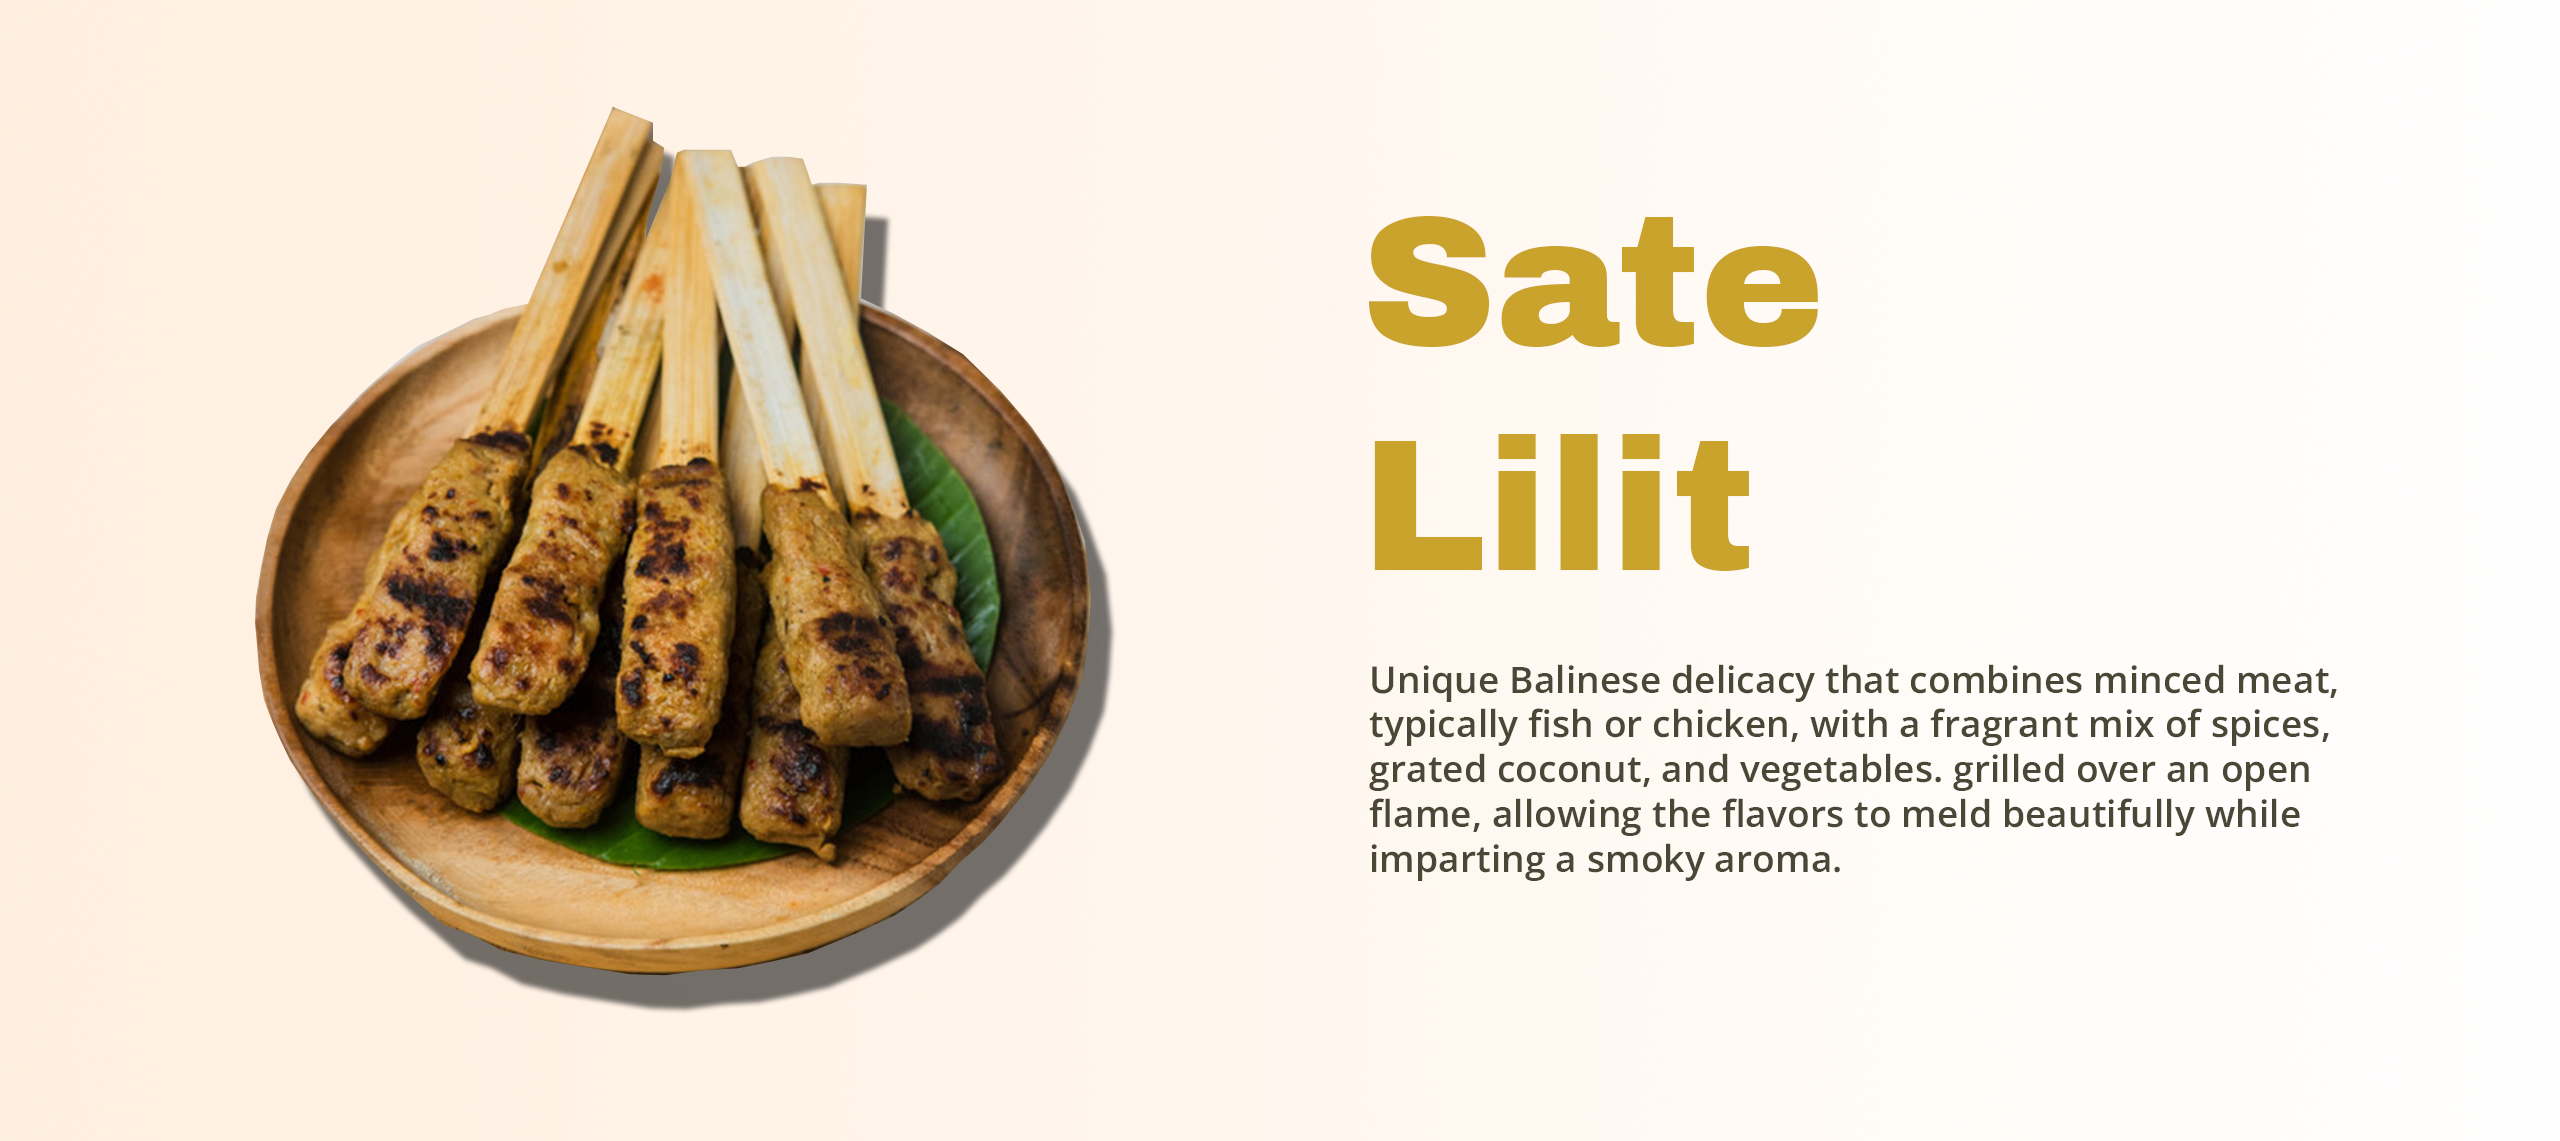 Sate
Lilit
Unique Balinese delicacy that combines minced meat,
typically fish or chicken, with a fragrant mix of spices,
grated coconut, and vegetables. grilled over an open
flame, allowing the flavors to meld beautifully while
imparting a smoky aroma.